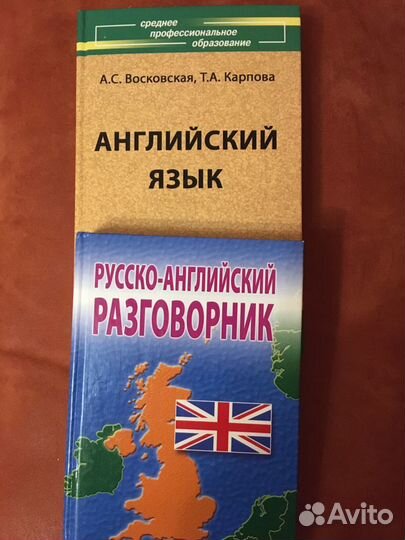 среднее
профессиональное
образование
А.С. Восковская, Т.А. Карпова
АНГЛИЙСКИЙ
ЯЗЫК
РУССКО-АНГЛИЙСКИЙ
РАЗГОВОРНИК
Avito